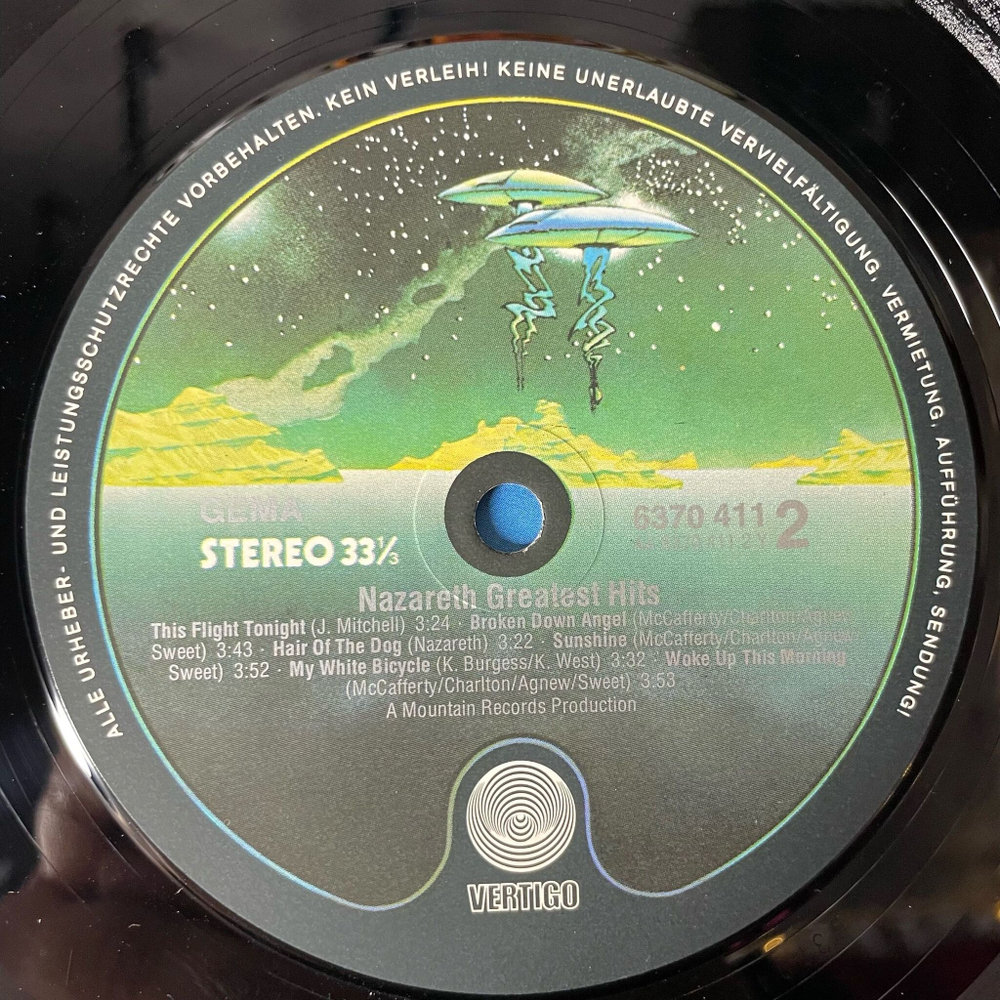 ALLE URHEBER- UND LEISTUNGSSCHUTZRECHTE VORBEHALTEN. KEIN VERLEIH! KEINE UNERLAUBTE VERVIELFÄLTIGUNG, VERMIETUNG, AUFFÜHRUNG, SENDUNG!
GEMA
STEREO 33⅓
6370 411 2
Nazareth Greatest Hits
This Flight Tonight (J. Mitchell) 3:24 · Broken Down Angel (McCafferty/Charlton/Agnew/
Sweet) 3:43 · Hair Of The Dog (Nazareth) 3:22 · Sunshine (McCafferty/Charlton/Agnew/
Sweet) 3:52 · My White Bicycle (K. Burgess/K. West) 3:32 · Woke Up This Morning
(McCafferty/Charlton/Agnew/Sweet) 3:53
A Mountain Records Production
VERTIGO